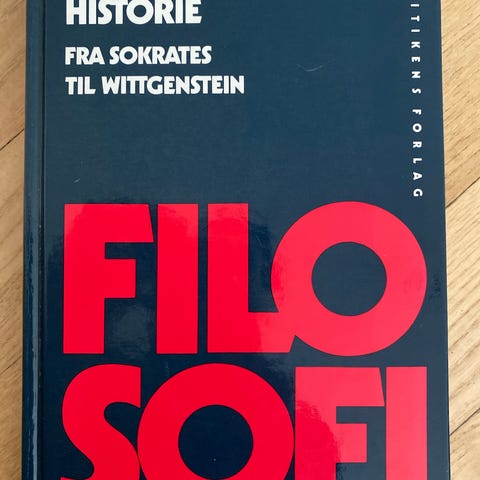 HISTORIE
FRA SOKRATES
TIL WITTGENSTEIN
ITIKENS FORLAG
FILO
SOFI